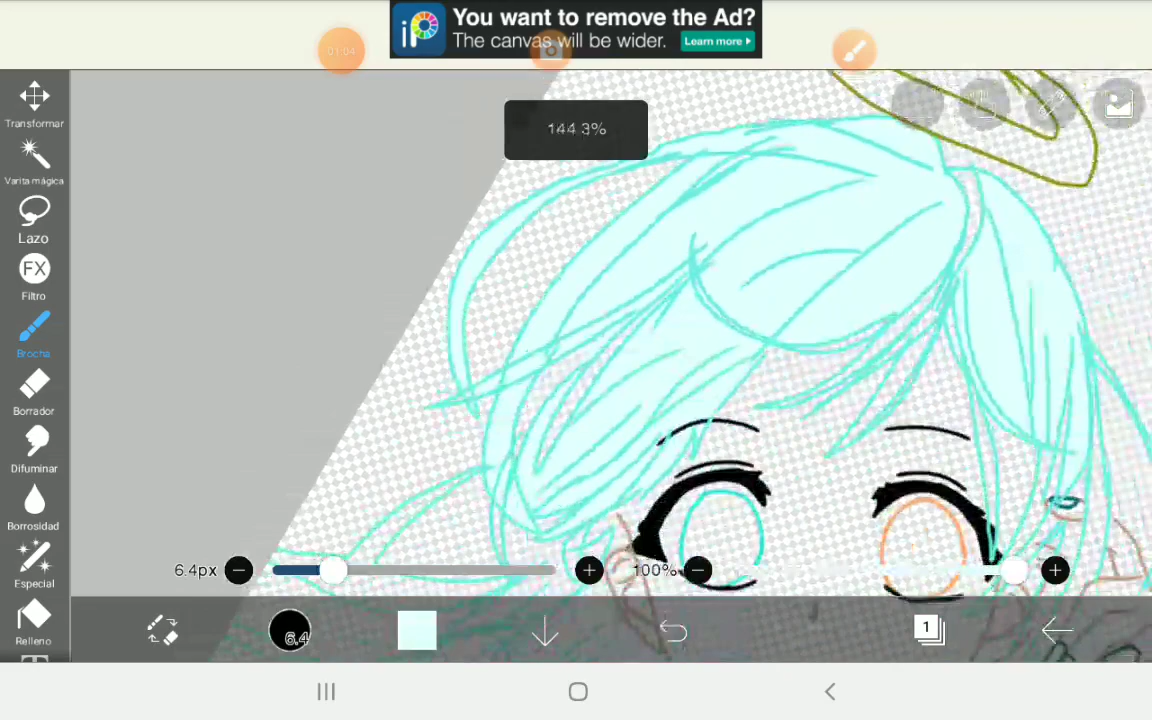 You want to remove the Ad?
The canvas will be wider.
Learn more
iP
01:04
144.3%
Transformar
Varita mágica
Lazo
FX
Filtro
Brocha
Borrador
Difuminar
Borrosidad
Especial
Relleno
6.4px
100%
6.4
1